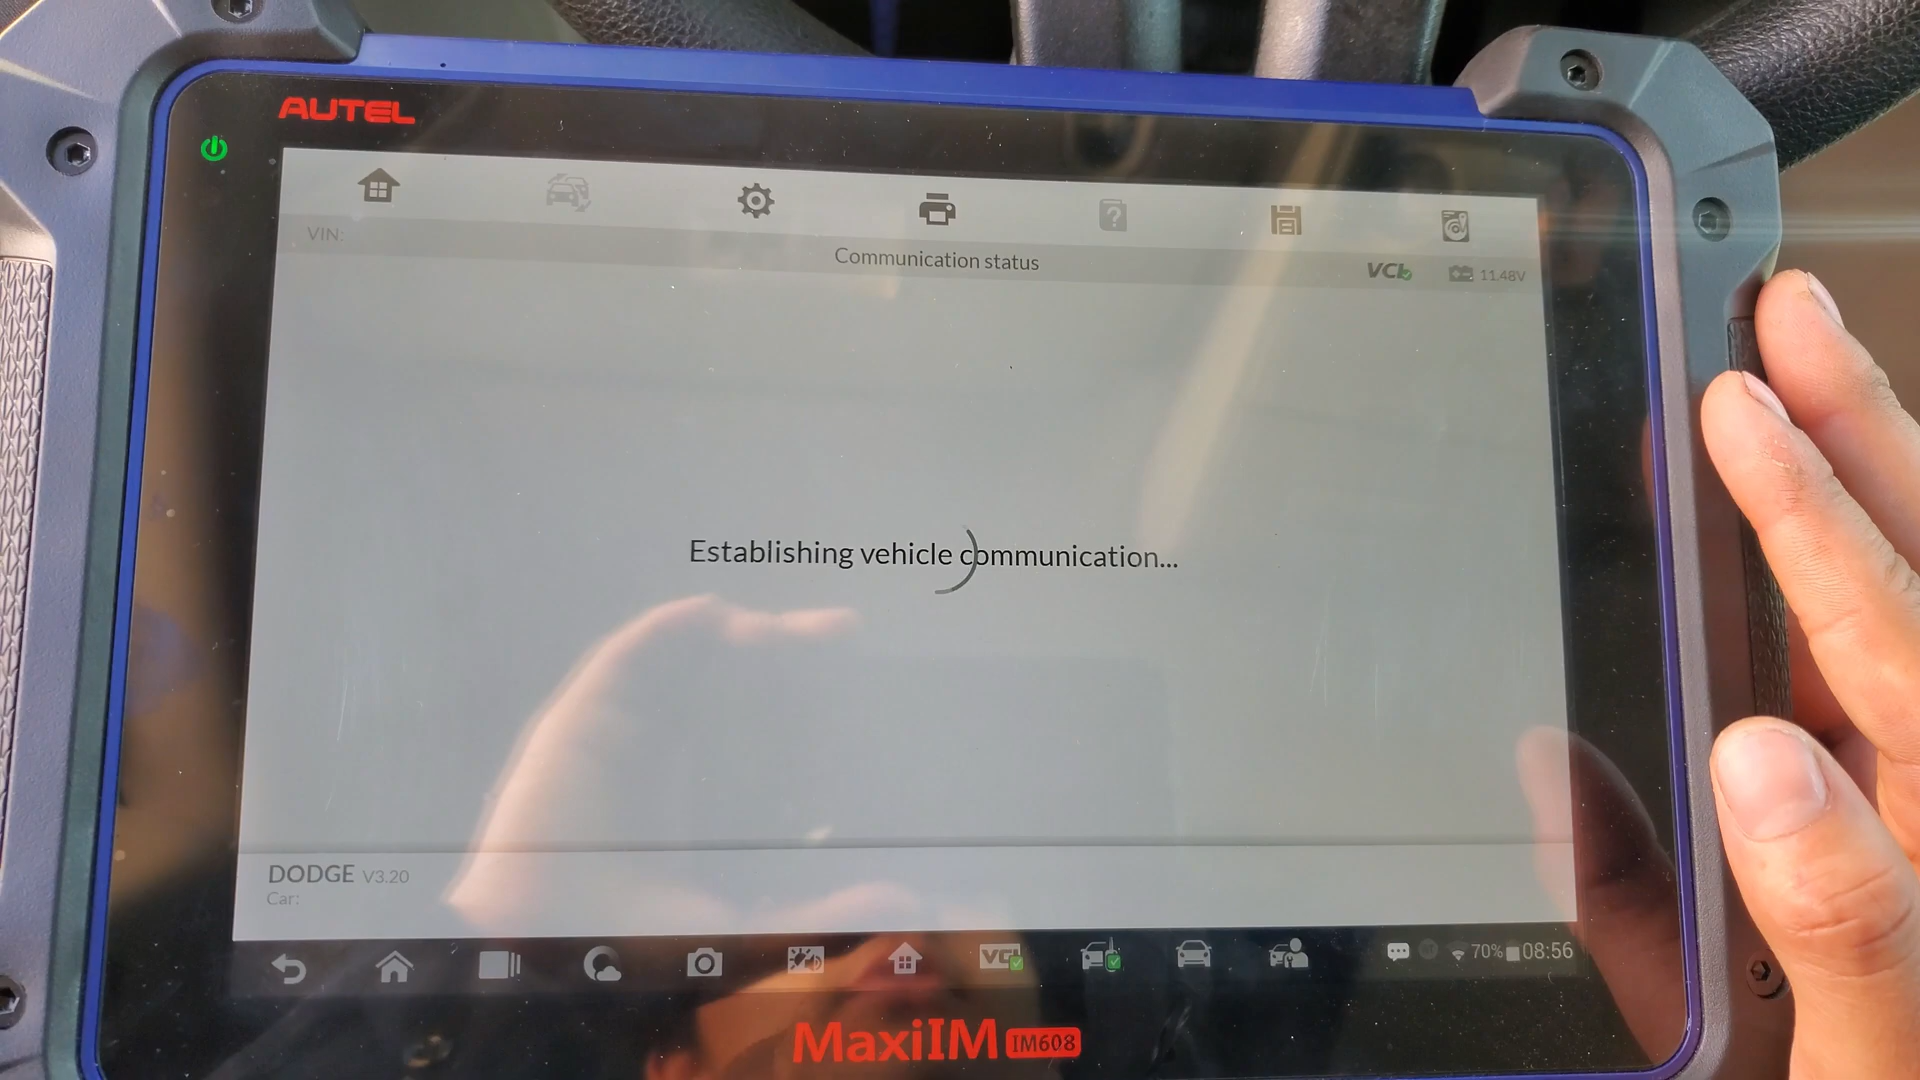 AUTEL
VIN:
Communication status
VCI
11.48V
Establishing vehicle communication...
DODGE V3.20
Car:
VCI
70%
08:56
MaxiIM IM608